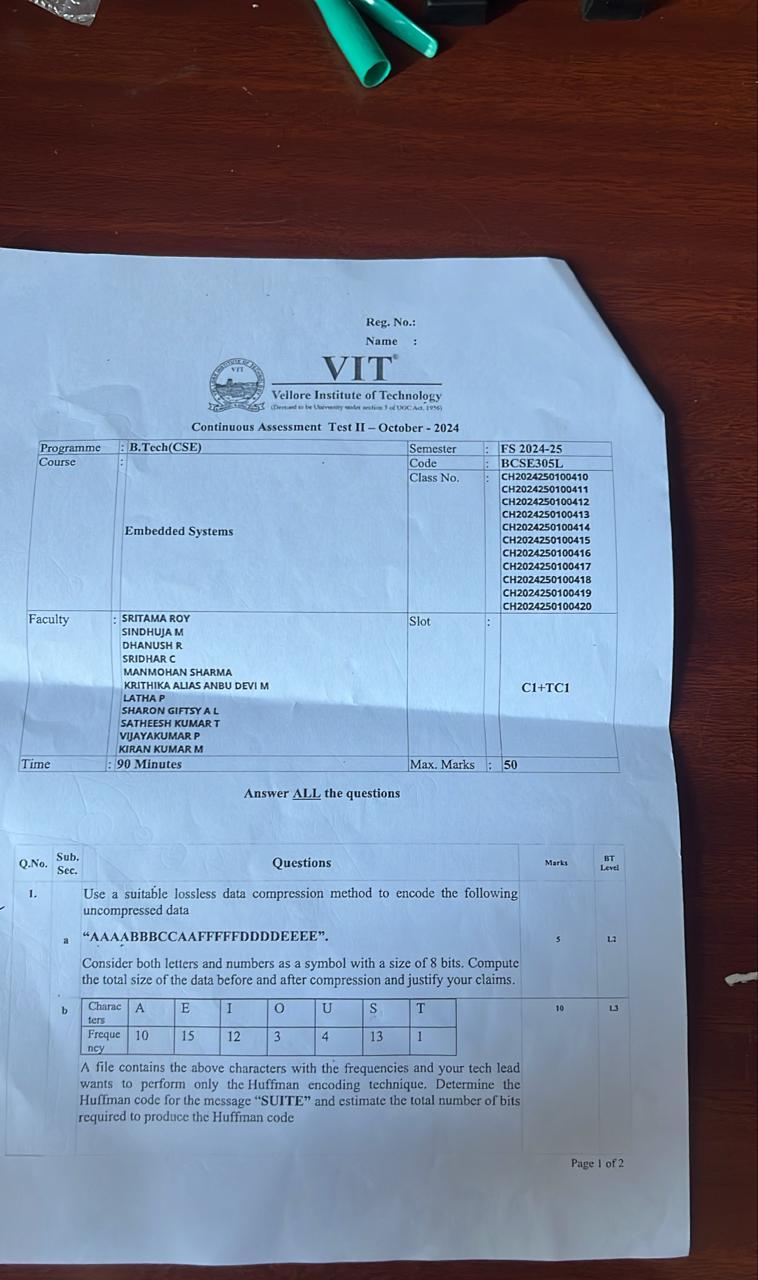 Reg. No.:
Name :
VIT®
Vellore Institute of Technology
(Deemed to be University under section 3 of UGC Act, 1956)
Continuous Assessment Test II – October - 2024
Programme : B.Tech(CSE) Semester : FS 2024-25
Course : Embedded Systems Code : BCSE305L
Class No. : CH2024250100410
CH2024250100411
CH2024250100412
CH2024250100413
CH2024250100414
CH2024250100415
CH2024250100416
CH2024250100417
CH2024250100418
CH2024250100419
CH2024250100420
Faculty : SRITAMA ROY Slot : C1+TC1
SINDHUJA M
DHANUSH R
SRIDHAR C
MANMOHAN SHARMA
KRITHIKA ALIAS ANBU DEVI M
LATHA P
SHARON GIFTSY A L
SATHEESH KUMAR T
VIJAYAKUMAR P
KIRAN KUMAR M
Time : 90 Minutes Max. Marks : 50
Answer ALL the questions
Q.No. Sub. Sec. Questions Marks BT Level
1. Use a suitable lossless data compression method to encode the following
uncompressed data
a "AAAABBBCCAAFFFFFDDDDEEEE". 5 L2
Consider both letters and numbers as a symbol with a size of 8 bits. Compute
the total size of the data before and after compression and justify your claims.
b Charac ters A E I O U S T 10 L3
Freque ncy 10 15 12 3 4 13 1
A file contains the above characters with the frequencies and your tech lead
wants to perform only the Huffman encoding technique. Determine the
Huffman code for the message "SUITE" and estimate the total number of bits
required to produce the Huffman code
Page 1 of 2